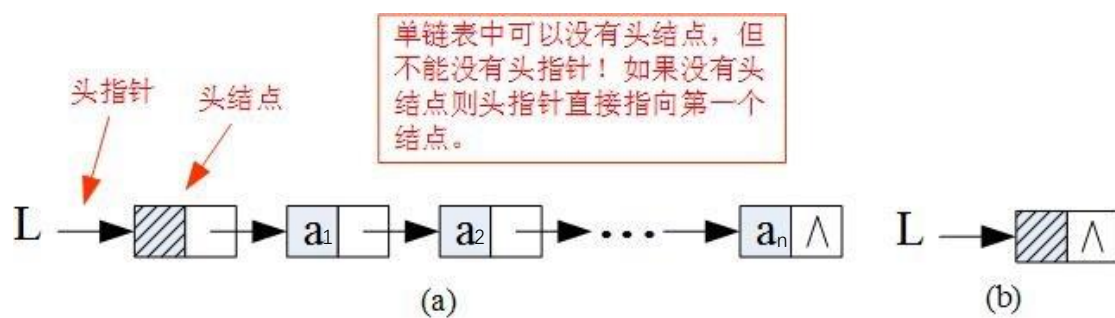 单链表中可以没有头结点，但
不能没有头指针！如果没有头
结点则头指针直接指向第一个
结点。
头指针
头结点
L
a1
a2
...
an
∧
L
∧
(a)
(b)